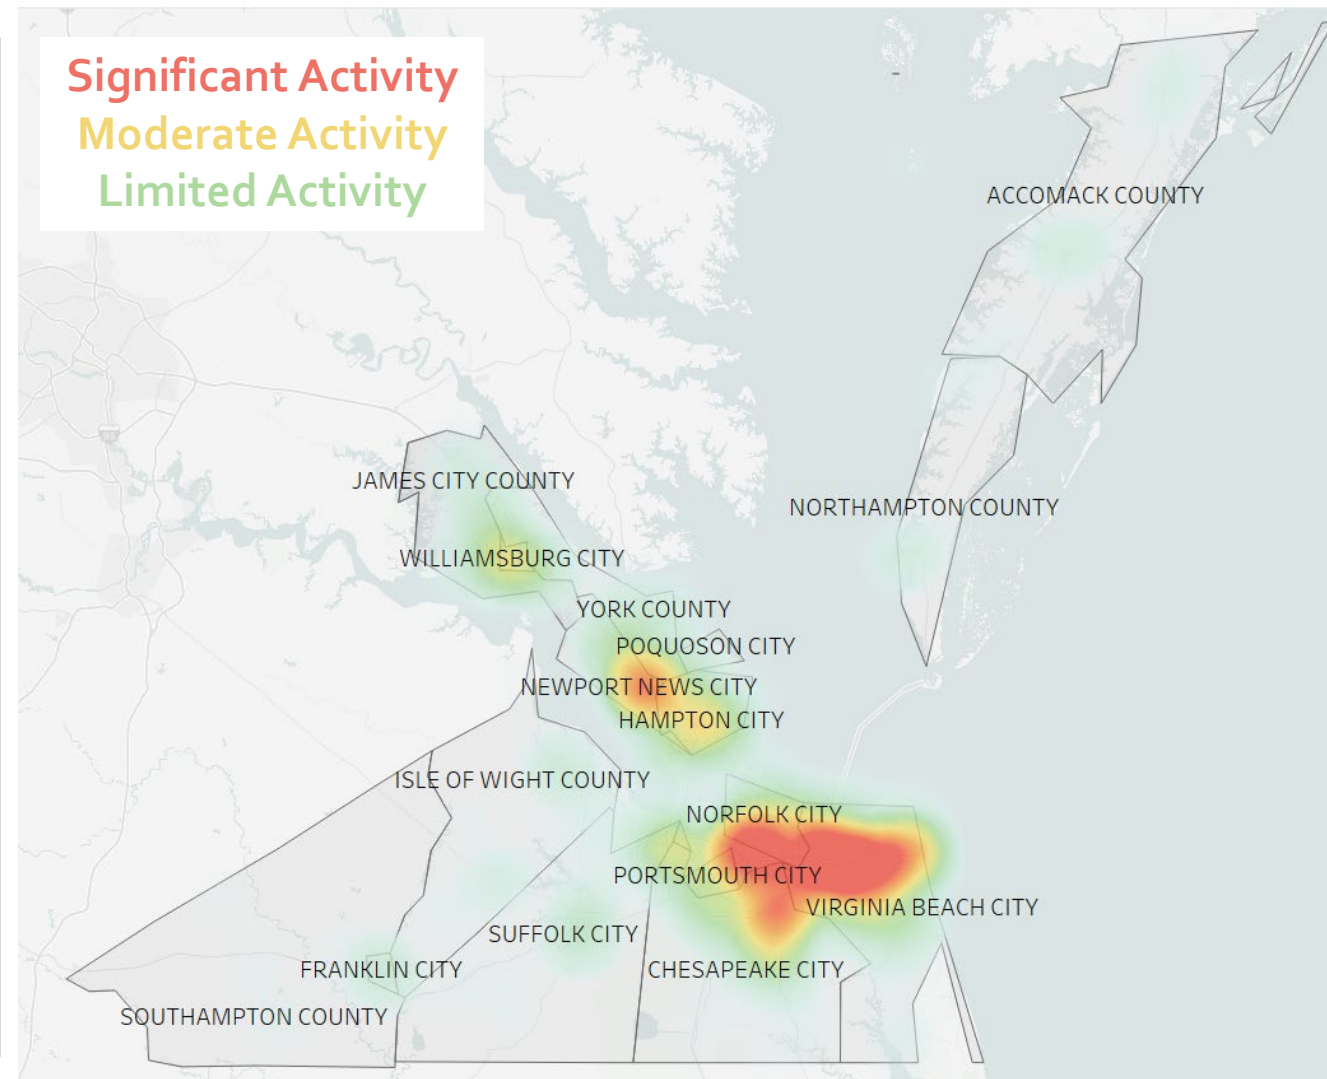 Significant Activity
Moderate Activity
Limited Activity
ACCOMACK COUNTY
JAMES CITY COUNTY
NORTHAMPTON COUNTY
WILLIAMSBURG CITY
YORK COUNTY
POQUOSON CITY
NEWPORT NEWS CITY
HAMPTON CITY
ISLE OF WIGHT COUNTY
NORFOLK CITY
PORTSMOUTH CITY
VIRGINIA BEACH CITY
SUFFOLK CITY
FRANKLIN CITY
CHESAPEAKE CITY
SOUTHAMPTON COUNTY